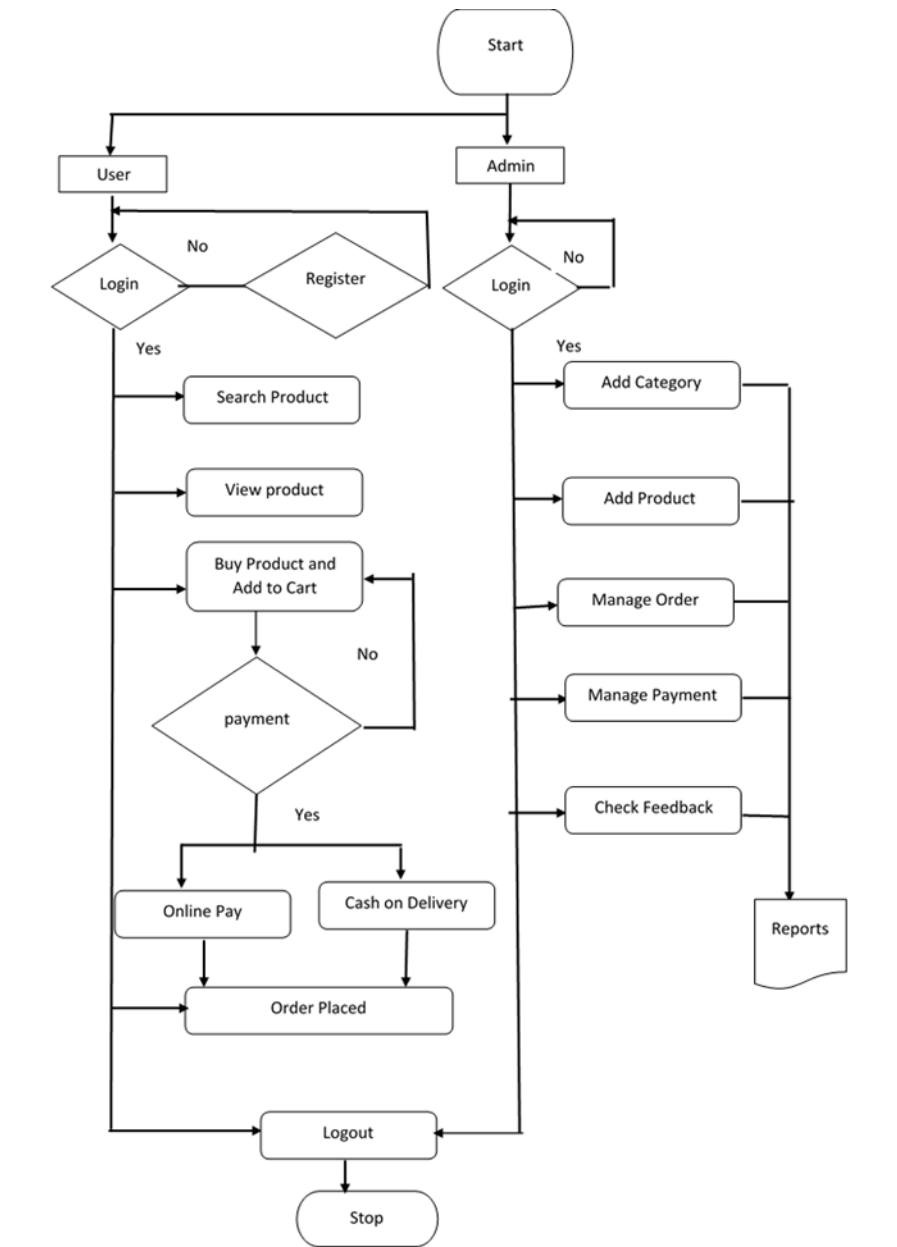 Start
User
Admin
No
Login
Register
No
Login
Yes
Yes
Search Product
Add Category
View product
Add Product
Buy Product and
Add to Cart
Manage Order
No
payment
Manage Payment
Yes
Check Feedback
Online Pay
Cash on Delivery
Reports
Order Placed
Logout
Stop